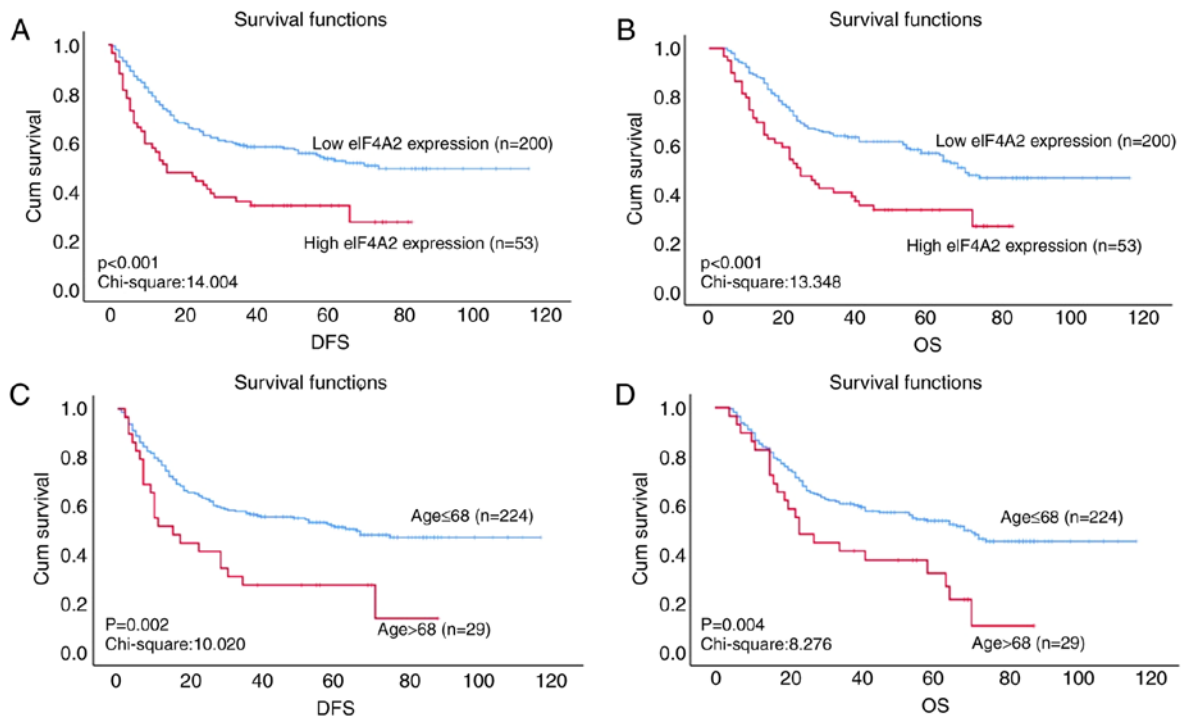 A
Survival functions
Cum survival
1.0
0.8
0.6
0.4
0.2
0.0
Low eIF4A2 expression (n=200)
High eIF4A2 expression (n=53)
p<0.001
Chi-square:14.004
0 20 40 60 80 100 120
DFS
B
Survival functions
Cum survival
1.0
0.8
0.6
0.4
0.2
0.0
Low eIF4A2 expression (n=200)
High eIF4A2 expression (n=53)
p<0.001
Chi-square:13.348
0 20 40 60 80 100 120
OS
C
Survival functions
Cum survival
1.0
0.8
0.6
0.4
0.2
0.0
Age≤68 (n=224)
Age>68 (n=29)
P=0.002
Chi-square:10.020
0 20 40 60 80 100 120
DFS
D
Survival functions
Cum survival
1.0
0.8
0.6
0.4
0.2
0.0
Age≤68 (n=224)
Age>68 (n=29)
P=0.004
Chi-square:8.276
0 20 40 60 80 100 120
OS